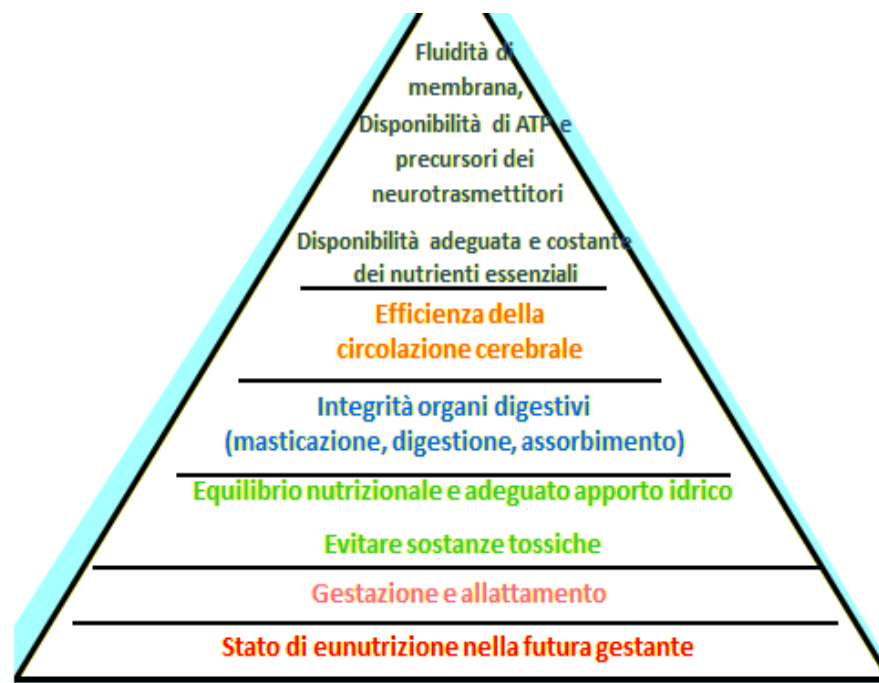 Fluidità di
membrana,
Disponibilità di ATP e
precursori dei
neurotrasmettitori
Disponibilità adeguata e costante
dei nutrienti essenziali
Efficienza della
circolazione cerebrale
Integrità organi digestivi
(masticazione, digestione, assorbimento)
Equilibrio nutrizionale e adeguato apporto idrico
Evitare sostanze tossiche
Gestazione e allattamento
Stato di eunutrizione nella futura gestante